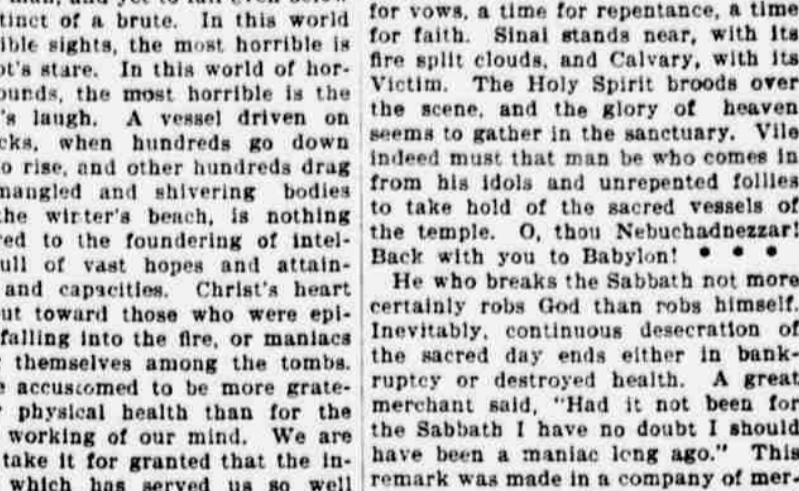 tinct of a brute. In this world
ible sights, the most horrible is
ot's stare. In this world of hor-
ounds, the most horrible is the
's laugh. A vessel driven on
cks, when hundreds go down
o rise, and other hundreds drag
mangled and shivering bodies
the winter's beach, is nothing
red to the foundering of intel-
ull of vast hopes and attain-
and capacities. Christ's heart
ut toward those who were epi-
falling into the fire, or maniacs
themselves among the tombs.
e accustomed to be more grate-
physical health than for the
working of our mind. We are
take it for granted that the in-
which has served us so well
for vows, a time for repentance, a time
for faith. Sinai stands near, with its
fire split clouds, and Calvary, with its
Victim. The Holy Spirit broods over
the scene, and the glory of heaven
seems to gather in the sanctuary. Vile
indeed must that man be who comes in
from his idols and unrepented follies
to take hold of the sacred vessels of
the temple. O, thou Nebuchadnezzar!
Back with you to Babylon! * * *
He who breaks the Sabbath not more
certainly robs God than robs himself.
Inevitably, continuous desecration of
the sacred day ends either in bank-
ruptcy or destroyed health. A great
merchant said, "Had it not been for
the Sabbath I have no doubt I should
have been a maniac long ago." This
remark was made in a company of mer-